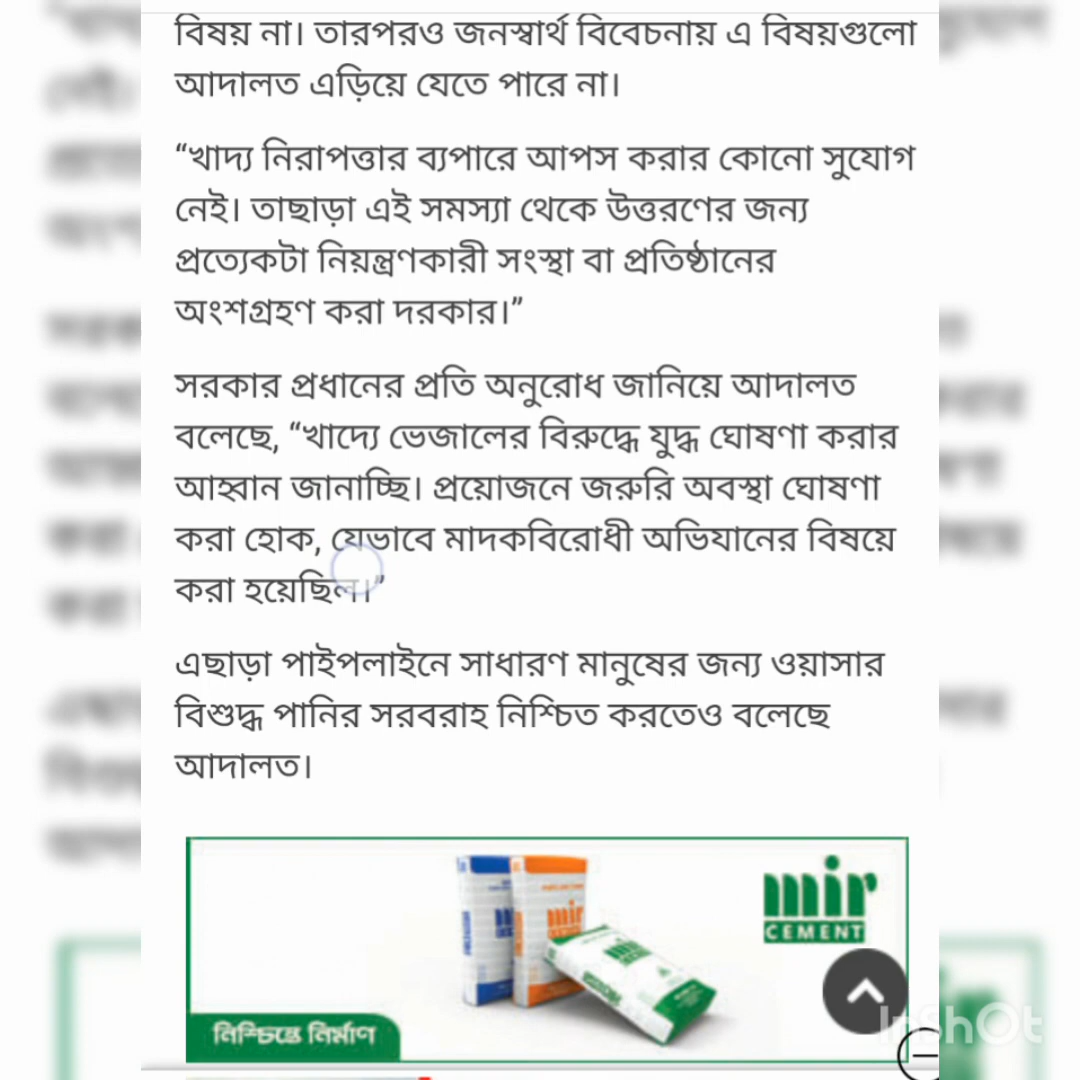 বিষয় না। তারপরও জনস্বার্থ বিবেচনায় এ বিষয়গুলো
আদালত এড়িয়ে যেতে পারে না।
“খাদ্য নিরাপত্তার ব্যপারে আপস করার কোনো সুযোগ
নেই। তাছাড়া এই সমস্যা থেকে উত্তরণের জন্য
প্রত্যেকটা নিয়ন্ত্রণকারী সংস্থা বা প্রতিষ্ঠানের
অংশগ্রহণ করা দরকার।”
সরকার প্রধানের প্রতি অনুরোধ জানিয়ে আদালত
বলেছে, “খাদ্যে ভেজালের বিরুদ্ধে যুদ্ধ ঘোষণা করার
আহ্বান জানাচ্ছি। প্রয়োজনে জরুরি অবস্থা ঘোষণা
করা হোক, যেভাবে মাদকবিরোধী অভিযানের বিষয়ে
করা হয়েছিল।”
এছাড়া পাইপলাইনে সাধারণ মানুষের জন্য ওয়াসার
বিশুদ্ধ পানির সরবরাহ নিশ্চিত করতেও বলেছে
আদালত।
mir
CEMENT
mir
mir
নিশ্চিন্তে নির্মাণ
InShOt